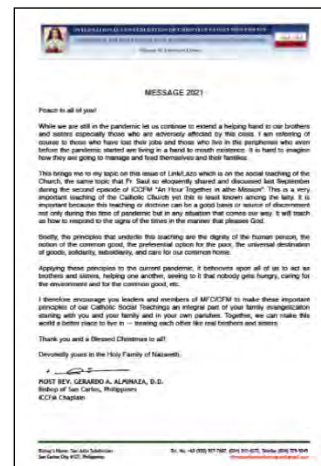 INTERNATIONAL CONFEDERATION OF CHRISTIAN FAMILY MOVEMENTS
MESSAGE 2021
Peace to all of you!
While we are still in the pandemic let us continue to extend a helping hand to our brothers
and sisters especially those who are adversely affected by this crisis. I am referring of
course to those who have lost their jobs and those who live in the peripheries who even
before the pandemic started are living in a hand to mouth existence. It is hard to imagine
how they are going to manage and feed themselves and their families.
This brings me to my topic on this issue of Link/Lazo which is on the social teaching of the
Church, the same topic that Fr. Saul so eloquently shared and discussed last September
during the second episode of ICCFM "An Hour Together in athe Mission". This is a very
important teaching of the Catholic Church yet this is least known among the laity. It is
important because this teaching or doctrine can be a good basis or source of discernment
not only during this time of pandemic but in any situation that comes our way. It will teach
us how to respond to the signs of the times in the manner that pleases God.
Briefly, the principles that underlie this teaching are the dignity of the human person, the
notion of the common good, the preferential option for the poor, the universal destination
of goods, solidarity, subsidiarity, and care for our common home.
Applying these principles to the current pandemic, it behooves upon all of us to act as
brothers and sisters, helping one another, seeing to it that nobody gets hungry, caring for
the environment and for the common good, etc.
I therefore encourage you leaders and members of MFC/CFM to make these important
principles of our Catholic Social Teachings an integral part of your family evangelization
starting with you and your family and in your own parishes. Together, we can make this
world a better place to live in — treating each other like real brothers and sisters.
Thank you and a Blessed Christmas to all!
Devotedly yours in the Holy Family of Nazareth,
MOST REV. GERARDO A. ALMINAZA, D.D.
Bishop of San Carlos, Philippines
ICCFM Chaplain
Bishop's Home, San Julio Subdivision
San Carlos City 6127, Philippines